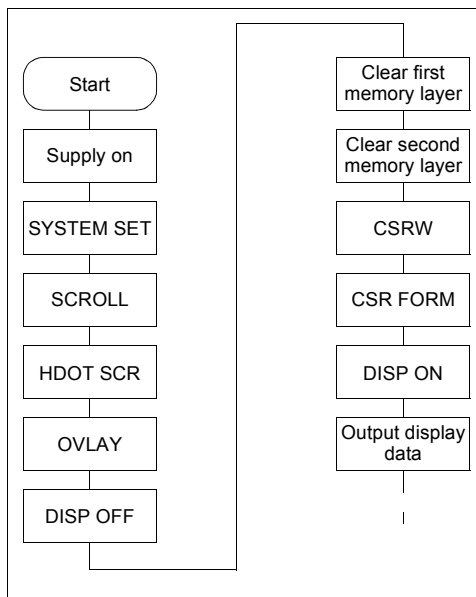 Start
Supply on
SYSTEM SET
SCROLL
HDOT SCR
OVLAY
DISP OFF
Clear first
memory layer
Clear second
memory layer
CSRW
CSR FORM
DISP ON
Output display
data